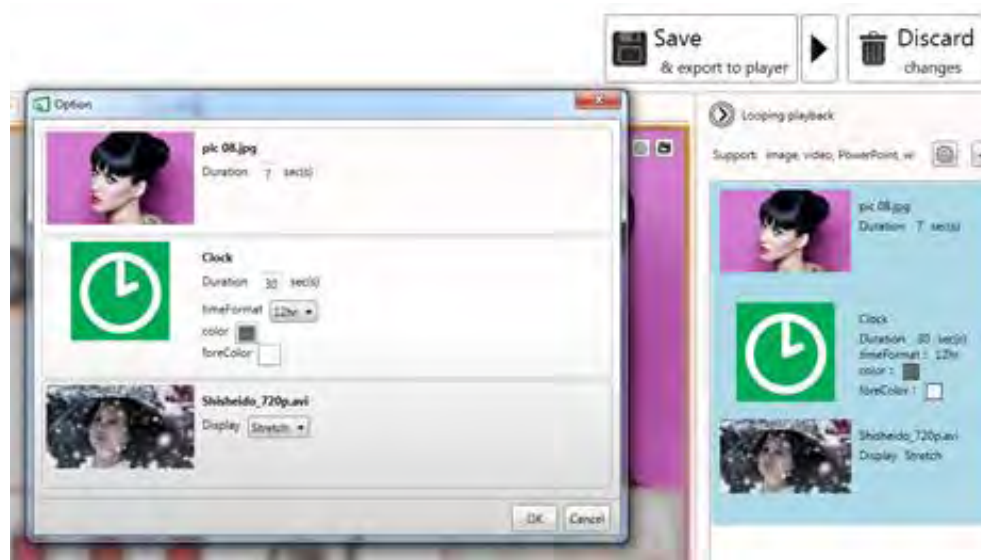 Save
& export to player
Discard
changes
Option
pic 08.jpg
Duration 7 sec(s)
Clock
Duration 30 sec(s)
timeFormat 12hr
color
foreColor
Shisheido_720p.avi
Display Stretch
OK Cancel
Looping playback
Support: image, video, PowerPoint, w
pic 08.jpg
Duration 7 sec(s)
Clock
Duration 30 sec(s)
timeFormat : 12hr
color :
foreColor :
Shisheido_720p.avi
Display Stretch